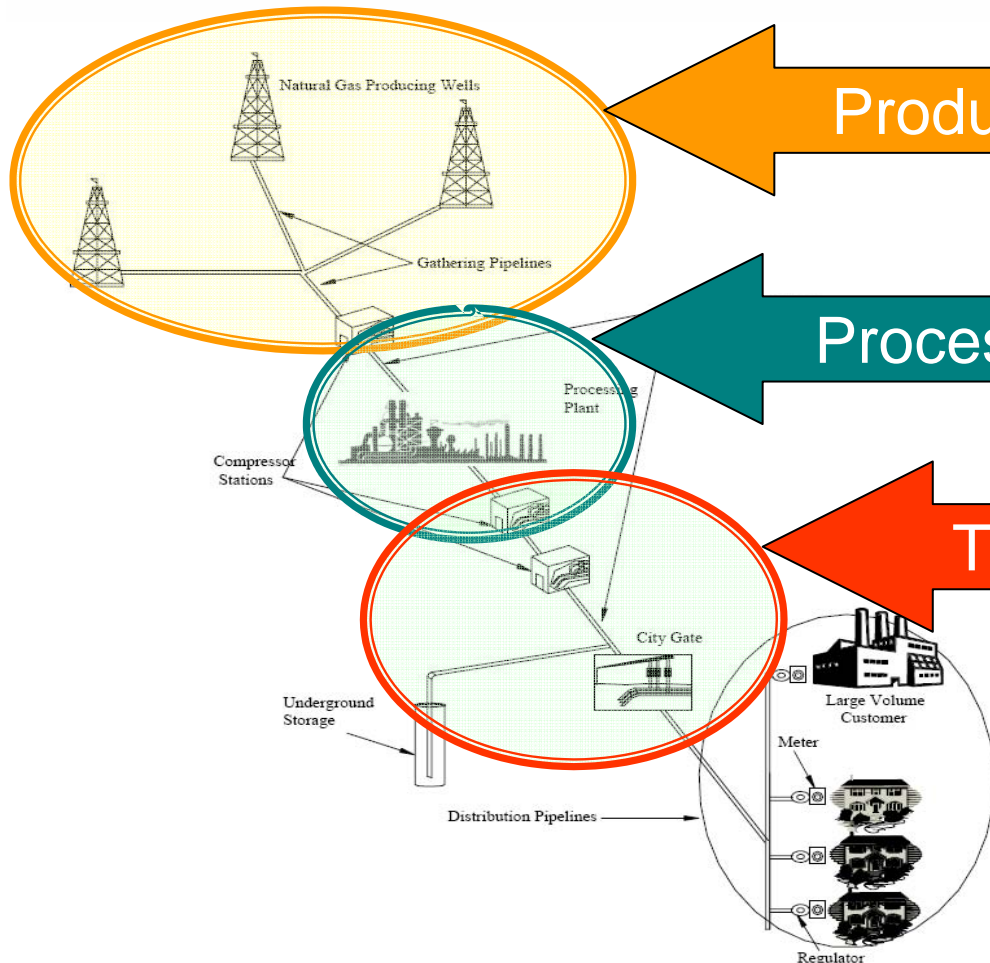 Natural Gas Producing Wells
Produ
Gathering Pipelines
Proces
Processing
Plant
Compressor
Stations
T
City Gate
Underground
Storage
Large Volume
Customer
Meter
Distribution Pipelines
Regulator